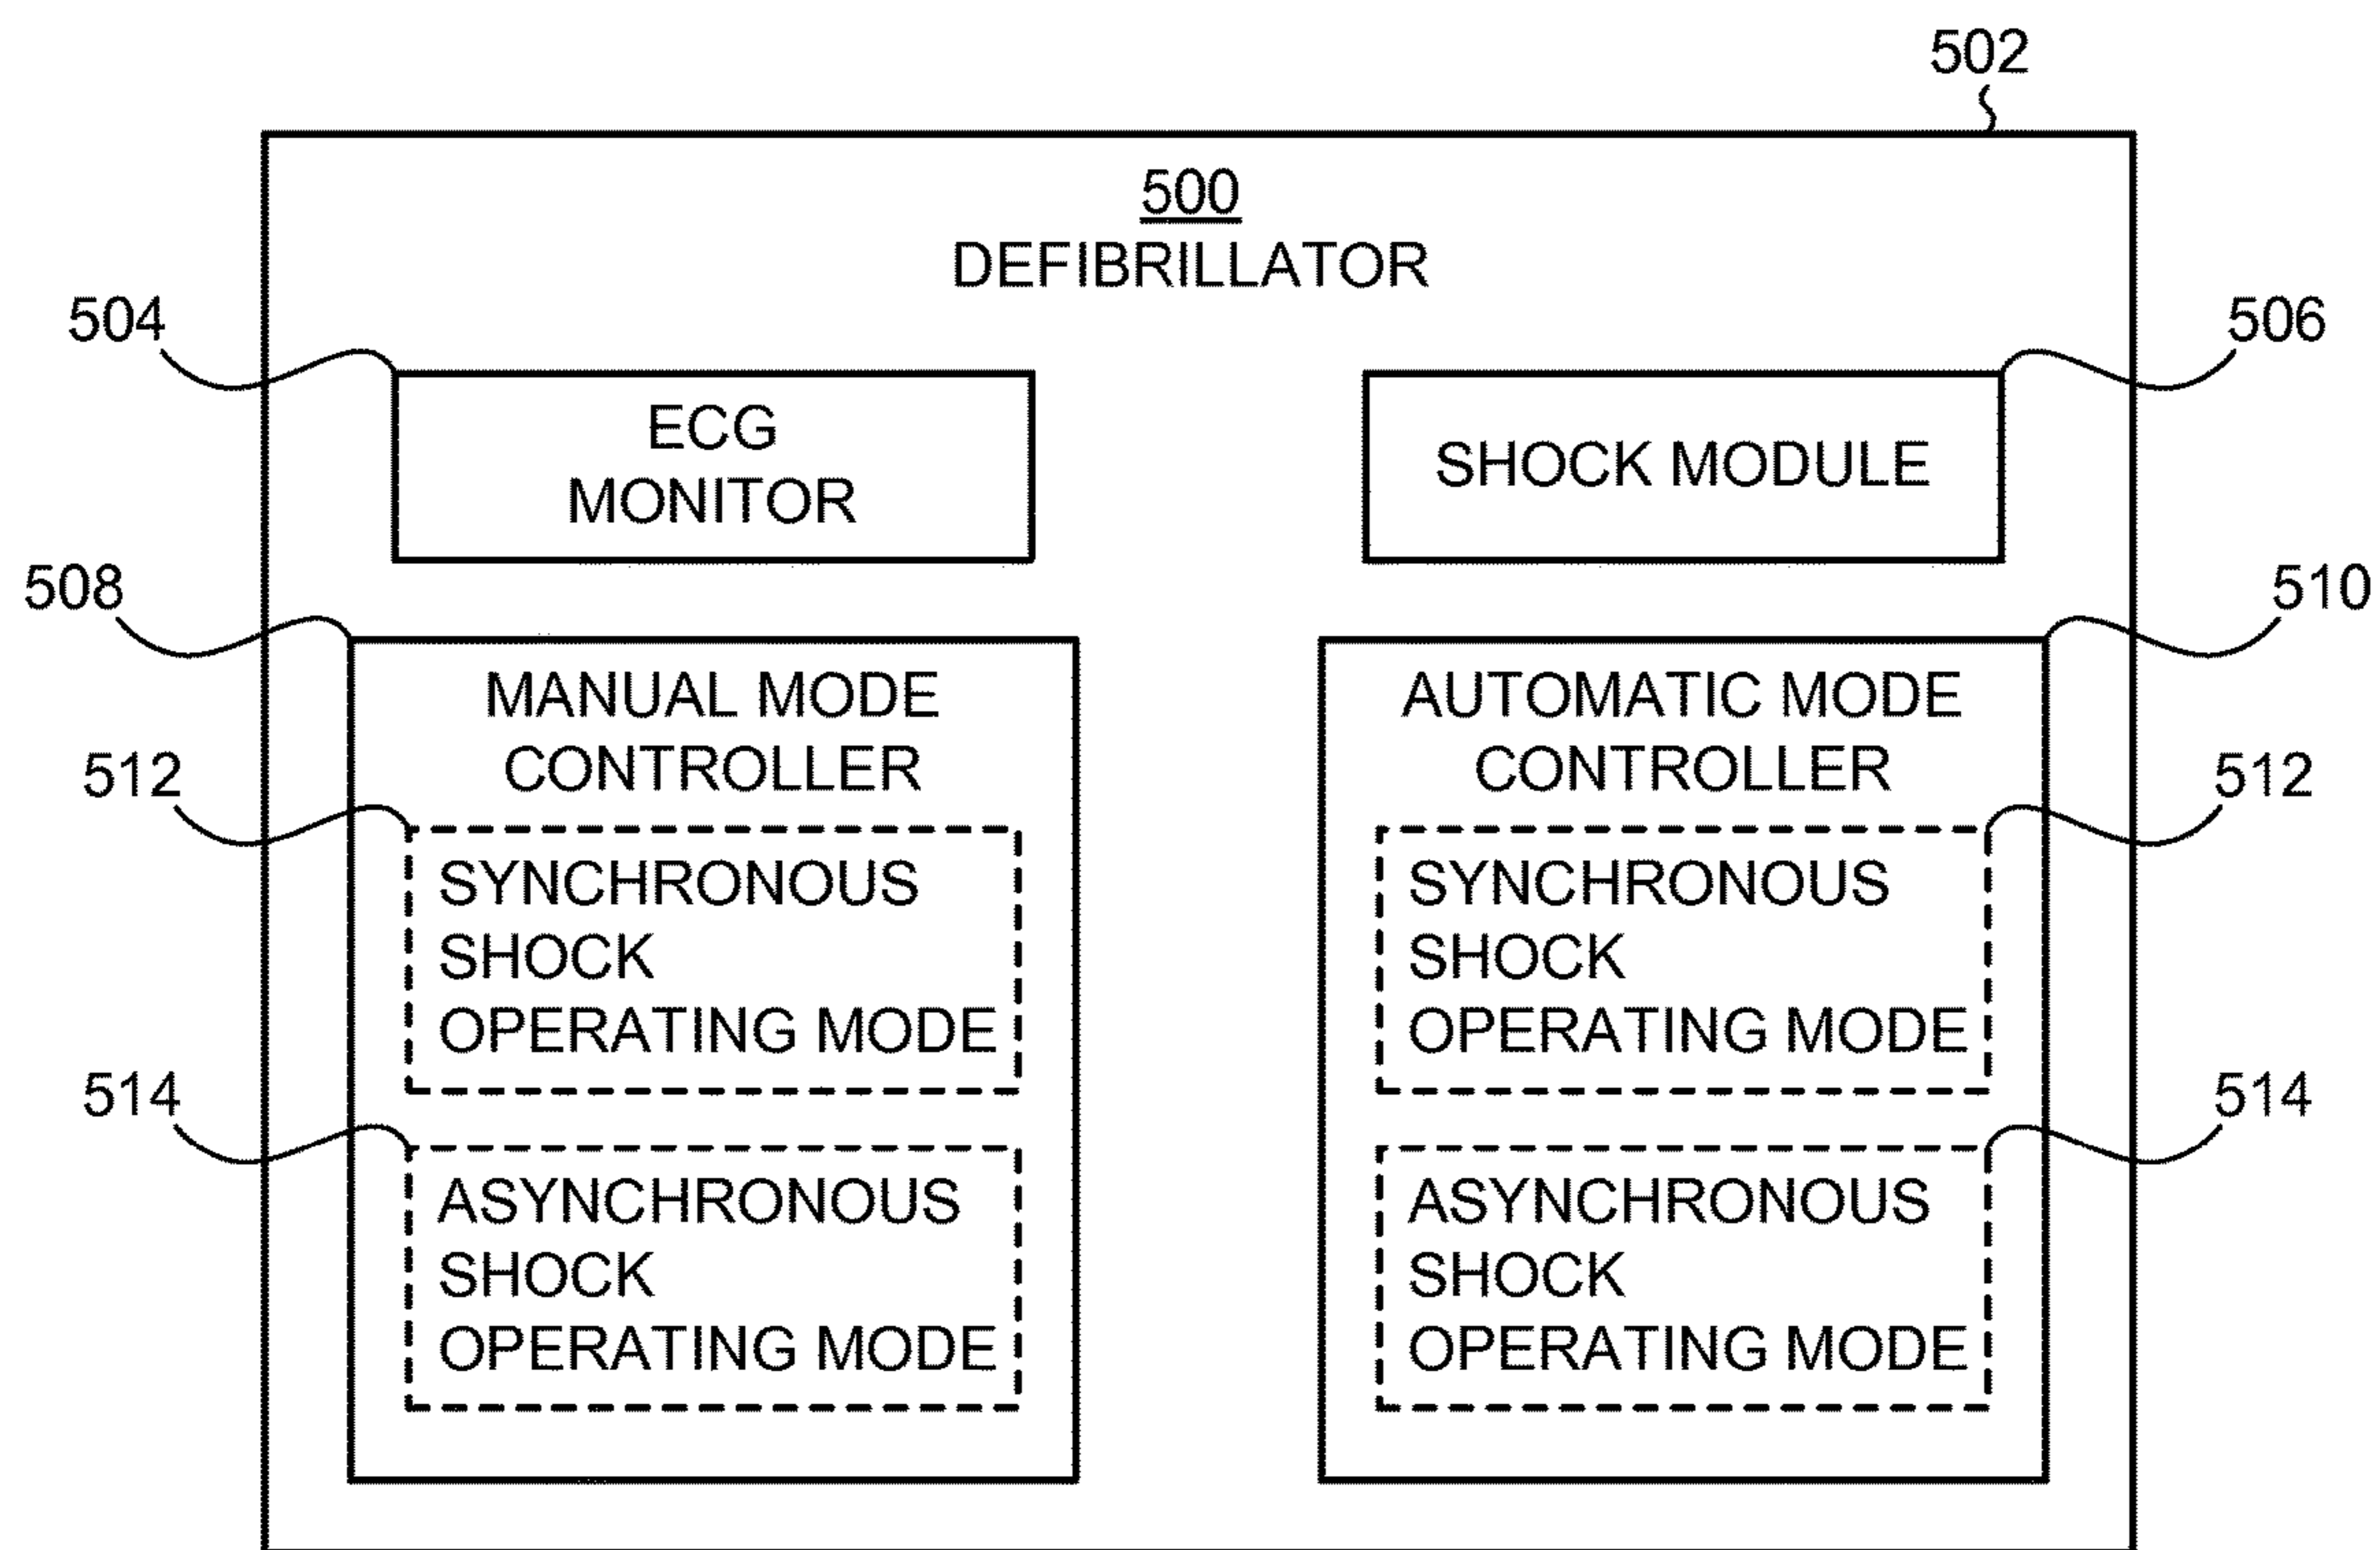 502
500
DEFIBRILLATOR
504
506
ECG
MONITOR
SHOCK MODULE
508
510
MANUAL MODE
CONTROLLER
AUTOMATIC MODE
CONTROLLER
512
512
SYNCHRONOUS
SHOCK
OPERATING MODE
SYNCHRONOUS
SHOCK
OPERATING MODE
514
514
ASYNCHRONOUS
SHOCK
OPERATING MODE
ASYNCHRONOUS
SHOCK
OPERATING MODE